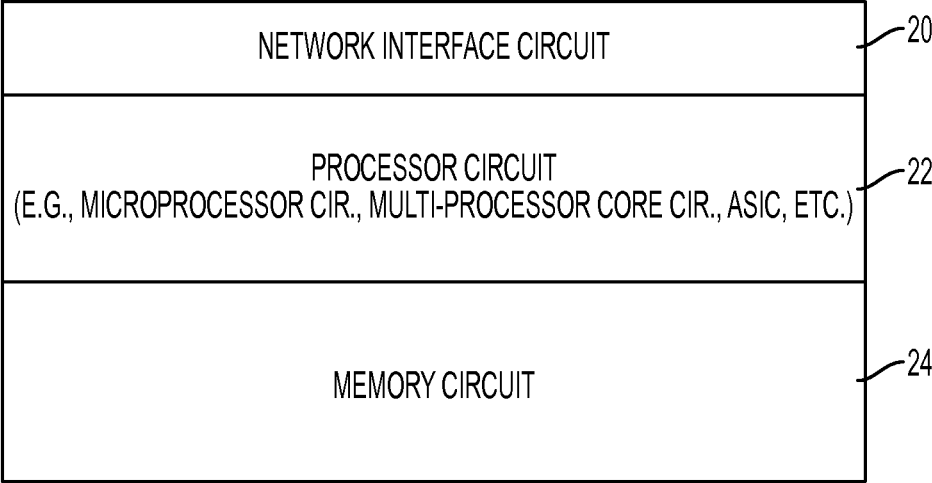 NETWORK INTERFACE CIRCUIT
20
PROCESSOR CIRCUIT
(E.G., MICROPROCESSOR CIR., MULTI-PROCESSOR CORE CIR., ASIC, ETC.)
22
MEMORY CIRCUIT
24